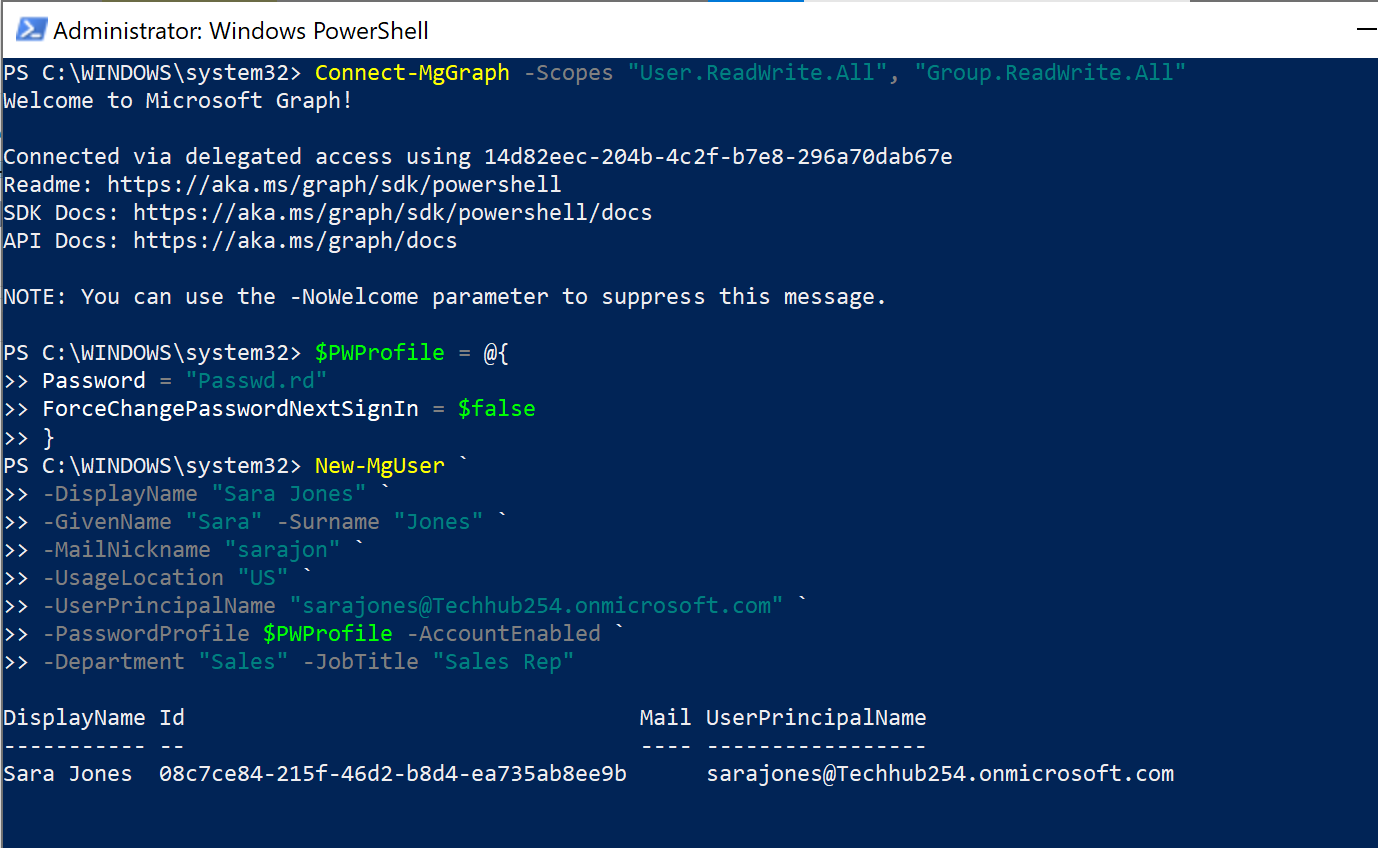 Administrator: Windows PowerShell
PS C:\WINDOWS\system32> Connect-MgGraph -Scopes "User.ReadWrite.All", "Group.ReadWrite.All"
Welcome to Microsoft Graph!
Connected via delegated access using 14d82eec-204b-4c2f-b7e8-296a70dab67e
Readme: https://aka.ms/graph/sdk/powershell
SDK Docs: https://aka.ms/graph/sdk/powershell/docs
API Docs: https://aka.ms/graph/docs
NOTE: You can use the -NoWelcome parameter to suppress this message.
PS C:\WINDOWS\system32> $PWProfile = @{
>> Password = "Passwd.rd"
>> ForceChangePasswordNextSignIn = $false
>> }
PS C:\WINDOWS\system32> New-MgUser `
>> -DisplayName "Sara Jones" `
>> -GivenName "Sara" -Surname "Jones" `
>> -MailNickname "sarajon" `
>> -UsageLocation "US" `
>> -UserPrincipalName "sarajones@Techhub254.onmicrosoft.com" `
>> -PasswordProfile $PWProfile -AccountEnabled `
>> -Department "Sales" -JobTitle "Sales Rep"
DisplayName Id                                   Mail UserPrincipalName
----------- --                                   ---- -----------------
Sara Jones  08c7ce84-215f-46d2-b8d4-ea735ab8ee9b      sarajones@Techhub254.onmicrosoft.com